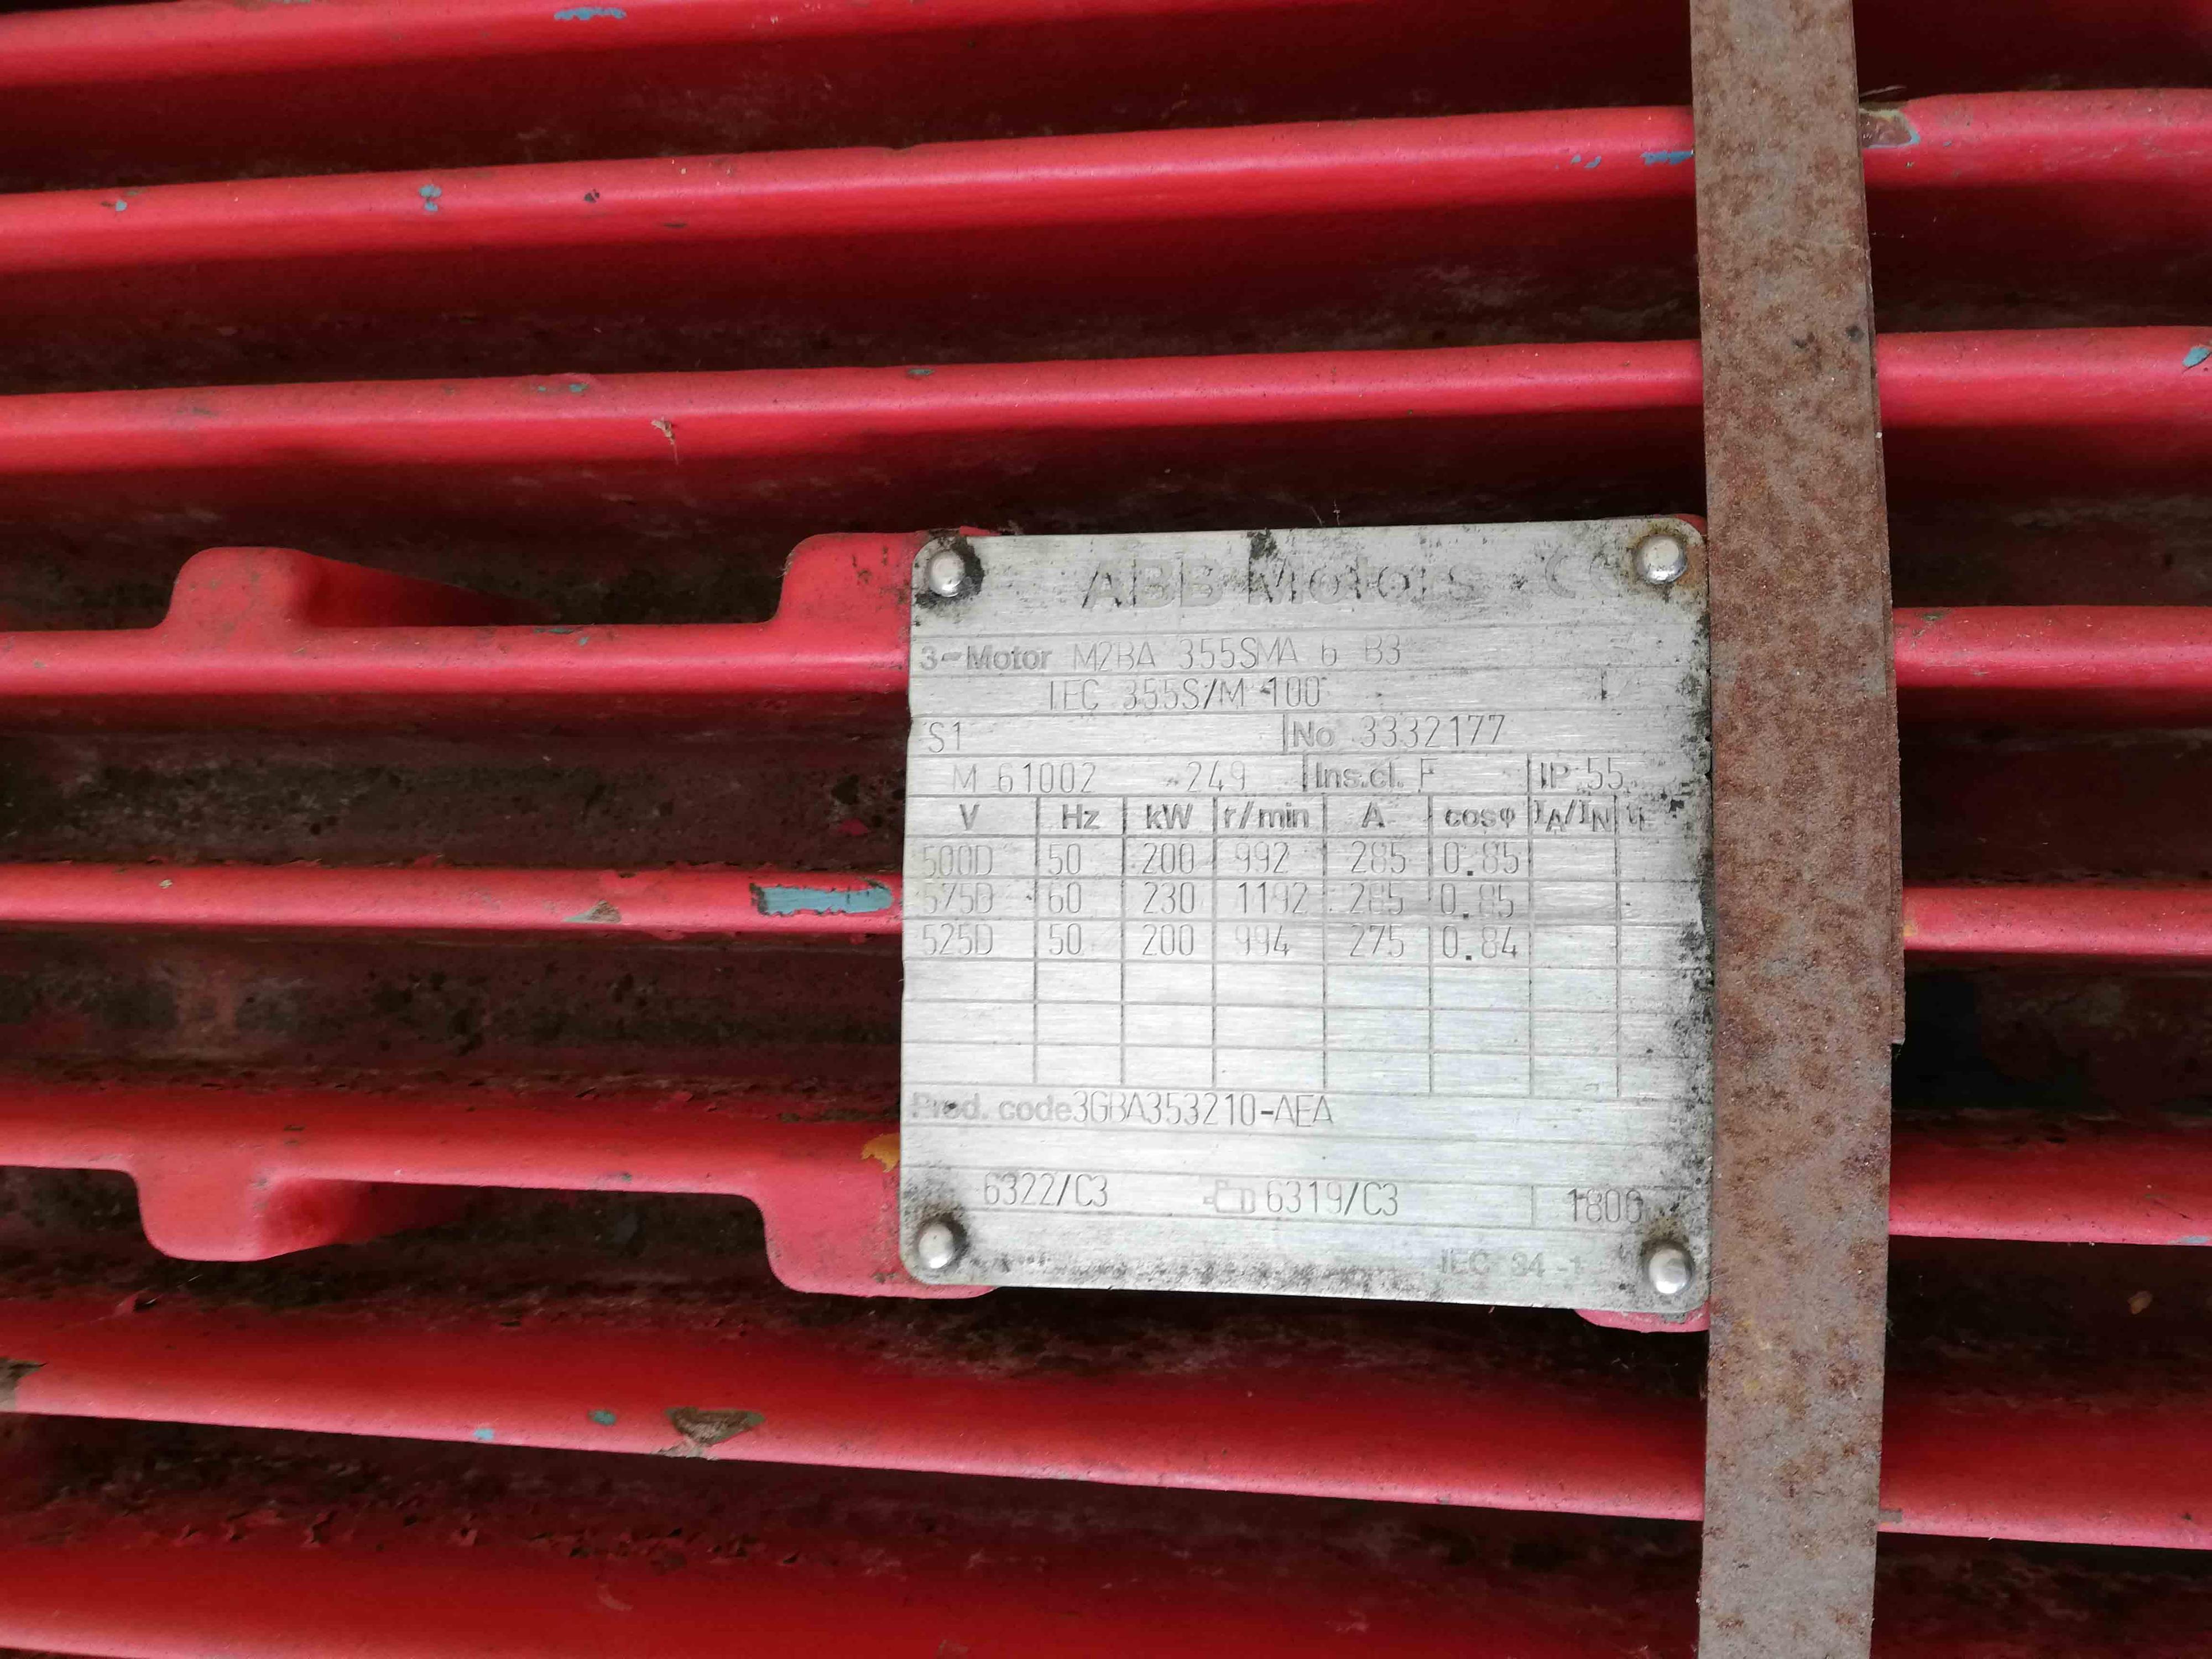 ABB Motors CE
3~Motor M2BA 355SMA 6 B3
IEC 355S/M 100
S1 No 3332177
M 61002 -249 Ins.cl. F IP 55
V Hz kW r/min A cosφ IA/IN
500D 50 200 992 285 0.85
575D 60 230 1192 285 0.85
525D 50 200 994 275 0.84
Prod. code 3GBA353210-AEA
6322/C3 6319/C3 1800
IEC 34-1